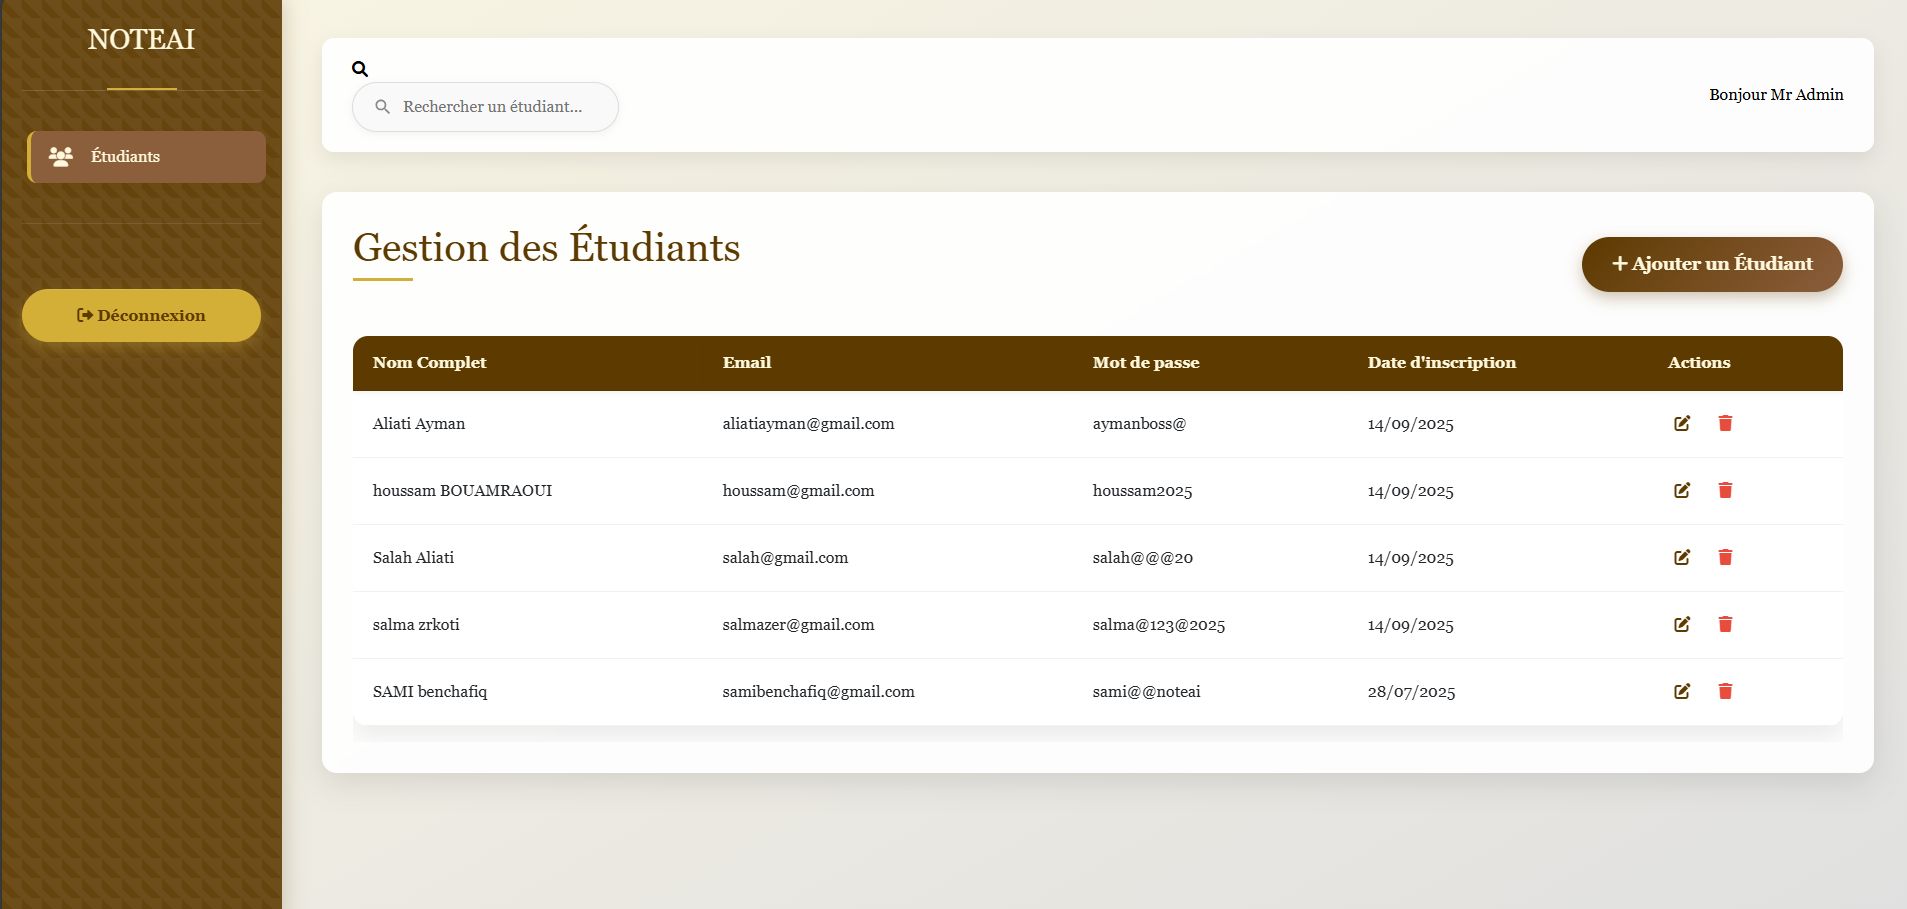 NOTEAI
Étudiants
Déconnexion
Rechercher un étudiant...
Bonjour Mr Admin
Gestion des Étudiants
Ajouter un Étudiant
Nom Complet Email Mot de passe Date d'inscription Actions
Aliati Ayman aliatiayman@gmail.com aymanboss@ 14/09/2025
houssam BOUAMRAOUI houssam@gmail.com houssam2025 14/09/2025
Salah Aliati salah@gmail.com salah@@@20 14/09/2025
salma zrkoti salmazer@gmail.com salma@123@2025 14/09/2025
SAMI benchafiq samibenchafiq@gmail.com sami@@noteai 28/07/2025